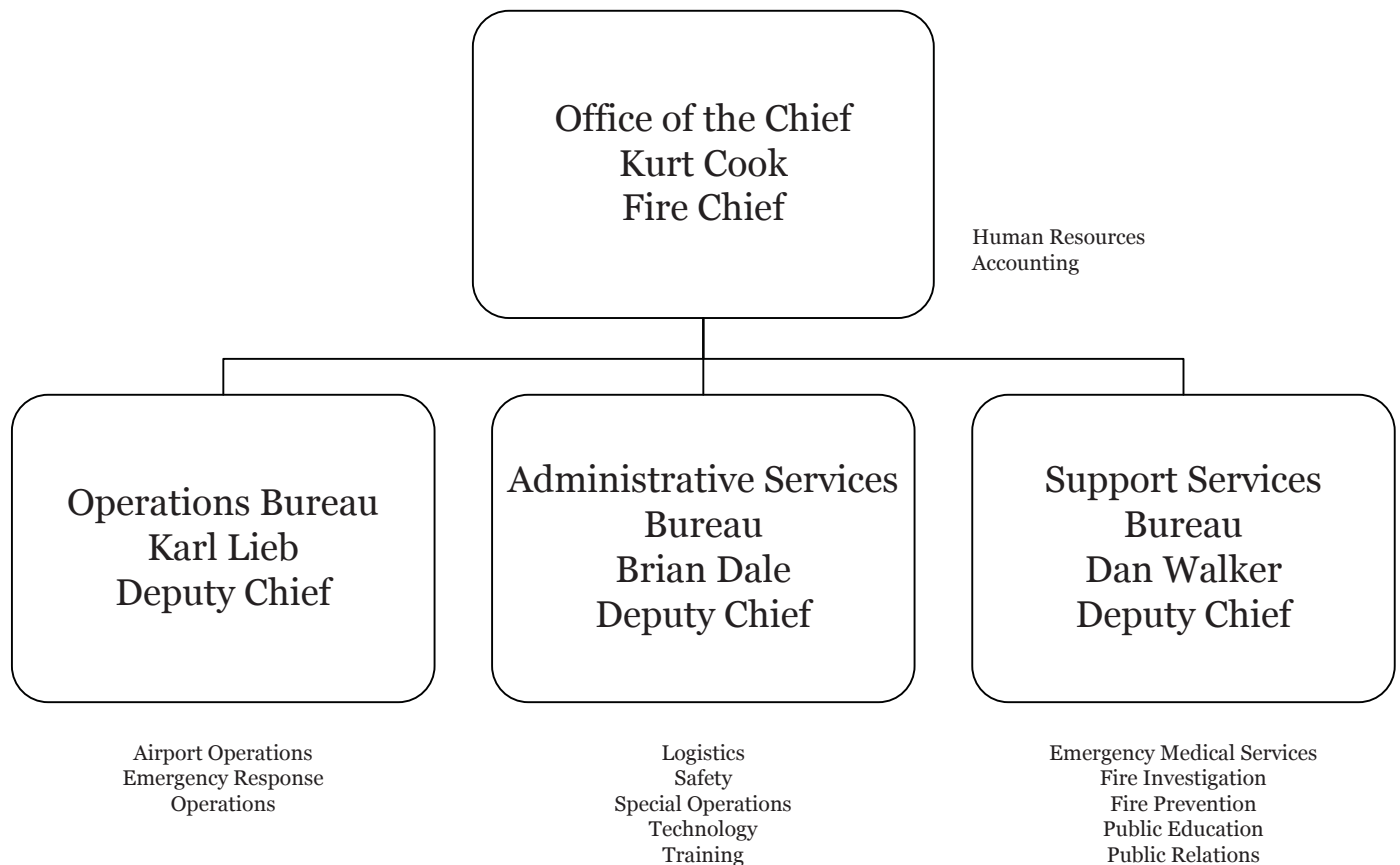 Office of the Chief
Kurt Cook
Fire Chief
Human Resources
Accounting
Operations Bureau
Karl Lieb
Deputy Chief
Administrative Services
Bureau
Brian Dale
Deputy Chief
Support Services
Bureau
Dan Walker
Deputy Chief
Airport Operations
Emergency Response
Operations
Logistics
Safety
Special Operations
Technology
Training
Emergency Medical Services
Fire Investigation
Fire Prevention
Public Education
Public Relations